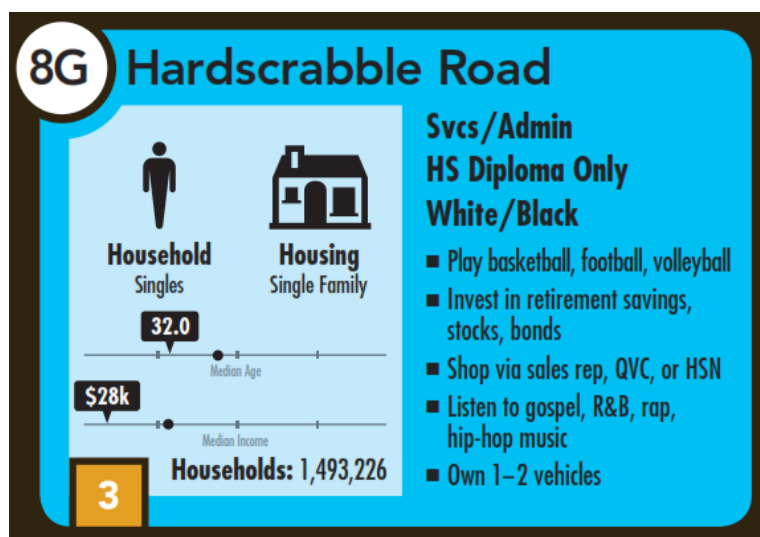 8G Hardscrabble Road
Household
Singles
Housing
Single Family
32.0
Median Age
$28k
Median Income
Households: 1,493,226
3
Svcs/Admin
HS Diploma Only
White/Black
■ Play basketball, football, volleyball
■ Invest in retirement savings,
stocks, bonds
■ Shop via sales rep, QVC, or HSN
■ Listen to gospel, R&B, rap,
hip-hop music
■ Own 1–2 vehicles